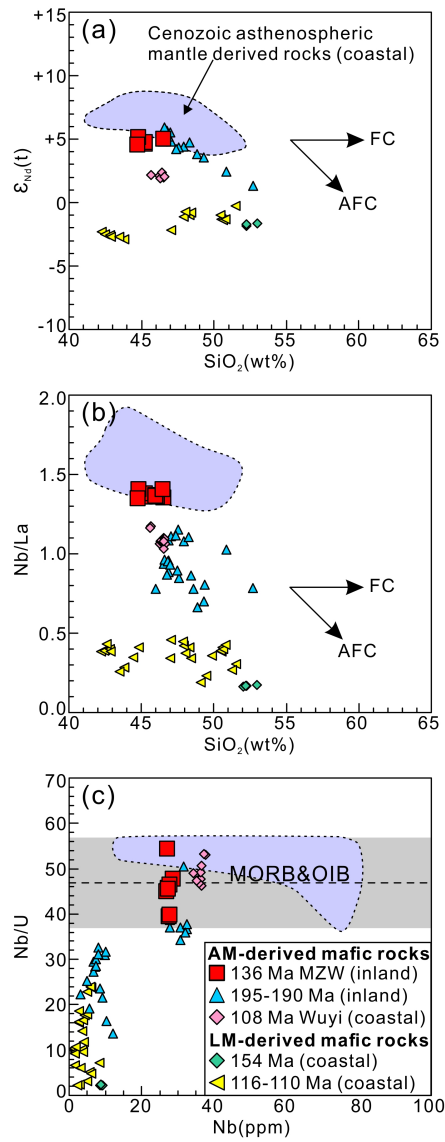 (a)
Cenozoic asthenospheric
mantle derived rocks (coastal)
+15
+10
+5
0
-5
-10
εNd(t)
FC
AFC
40 45 50 55 60 65
SiO₂(wt%)
(b)
2.0
1.5
1.0
0.5
0.0
Nb/La
FC
AFC
40 45 50 55 60 65
SiO₂(wt%)
(c)
70
60
50
40
30
20
10
0
Nb/U
MORB&OIB
AM-derived mafic rocks
136 Ma MZW (inland)
195-190 Ma (inland)
108 Ma Wuyi (coastal)
LM-derived mafic rocks
154 Ma (coastal)
116-110 Ma (coastal)
0 20 40 60 80 100
Nb(ppm)